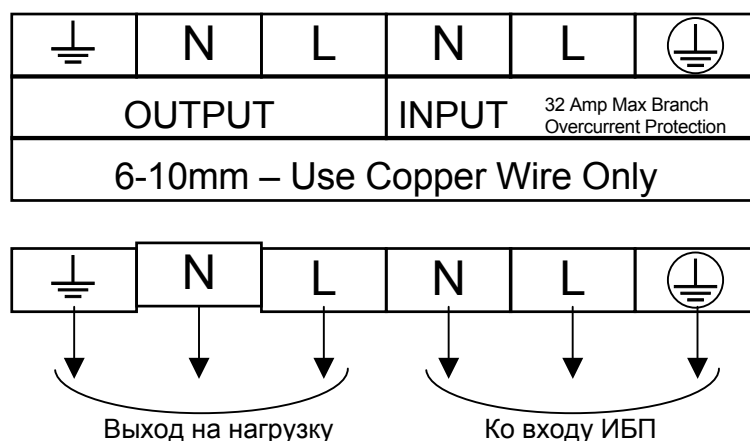 N L N L
OUTPUT INPUT 32 Amp Max Branch
Overcurrent Protection
6-10mm – Use Copper Wire Only
N L N L
Выход на нагрузку Ко входу ИБП